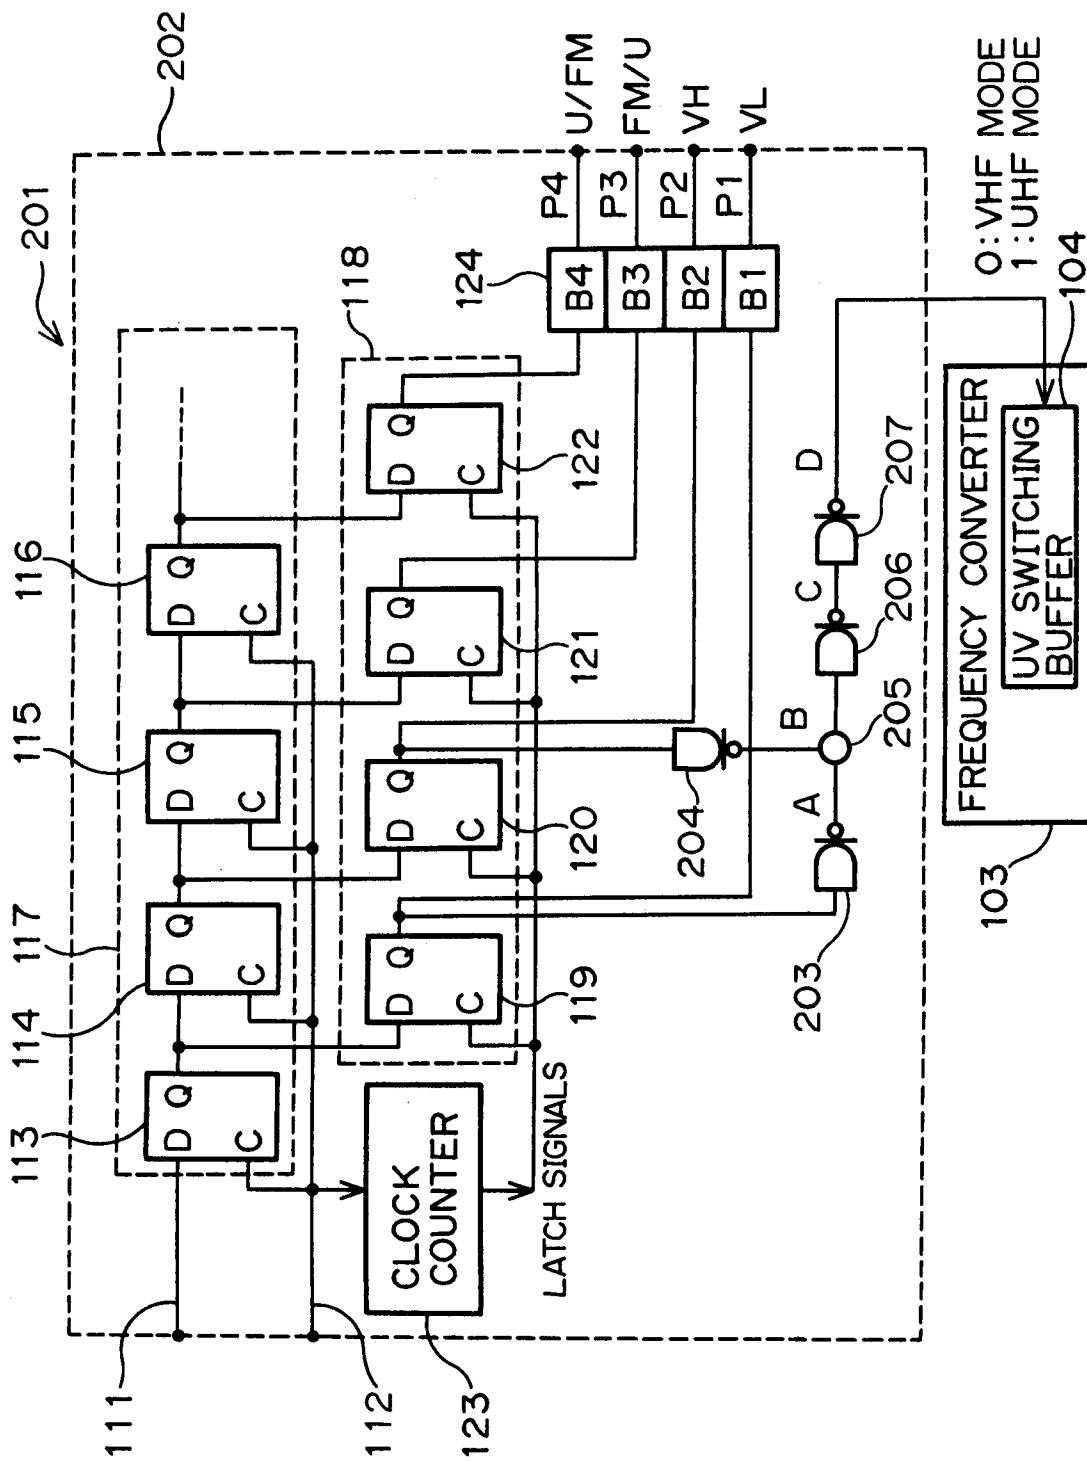 201
202
117
113
114
115
116
D Q
C
D Q
C
D Q
C
D Q
C
111
112
118
D Q
C
D Q
C
D Q
C
D Q
C
119
120
121
122
CLOCK
COUNTER
123
LATCH SIGNALS
124
B4
B3
B2
B1
P4
P3
P2
P1
U/FM
FM/U
VH
VL
203
204
205
206
207
A
B
C
D
0:VHF MODE
1:UHF MODE
FREQUENCY CONVERTER
UV SWITCHING
BUFFER
103
104